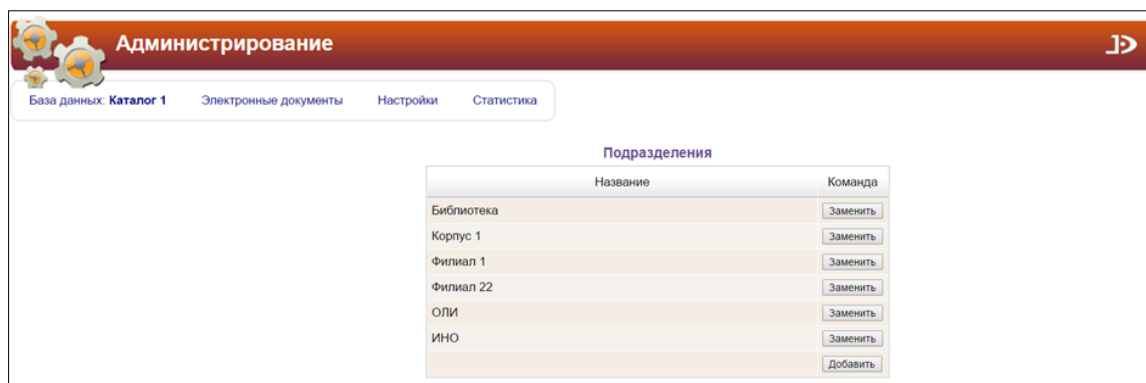 Администрирование
База данных: Каталог 1 Электронные документы Настройки Статистика
Подразделения
Название Команда
Библиотека Заменить
Корпус 1 Заменить
Филиал 1 Заменить
Филиал 22 Заменить
ОЛИ Заменить
ИНО Заменить
Добавить